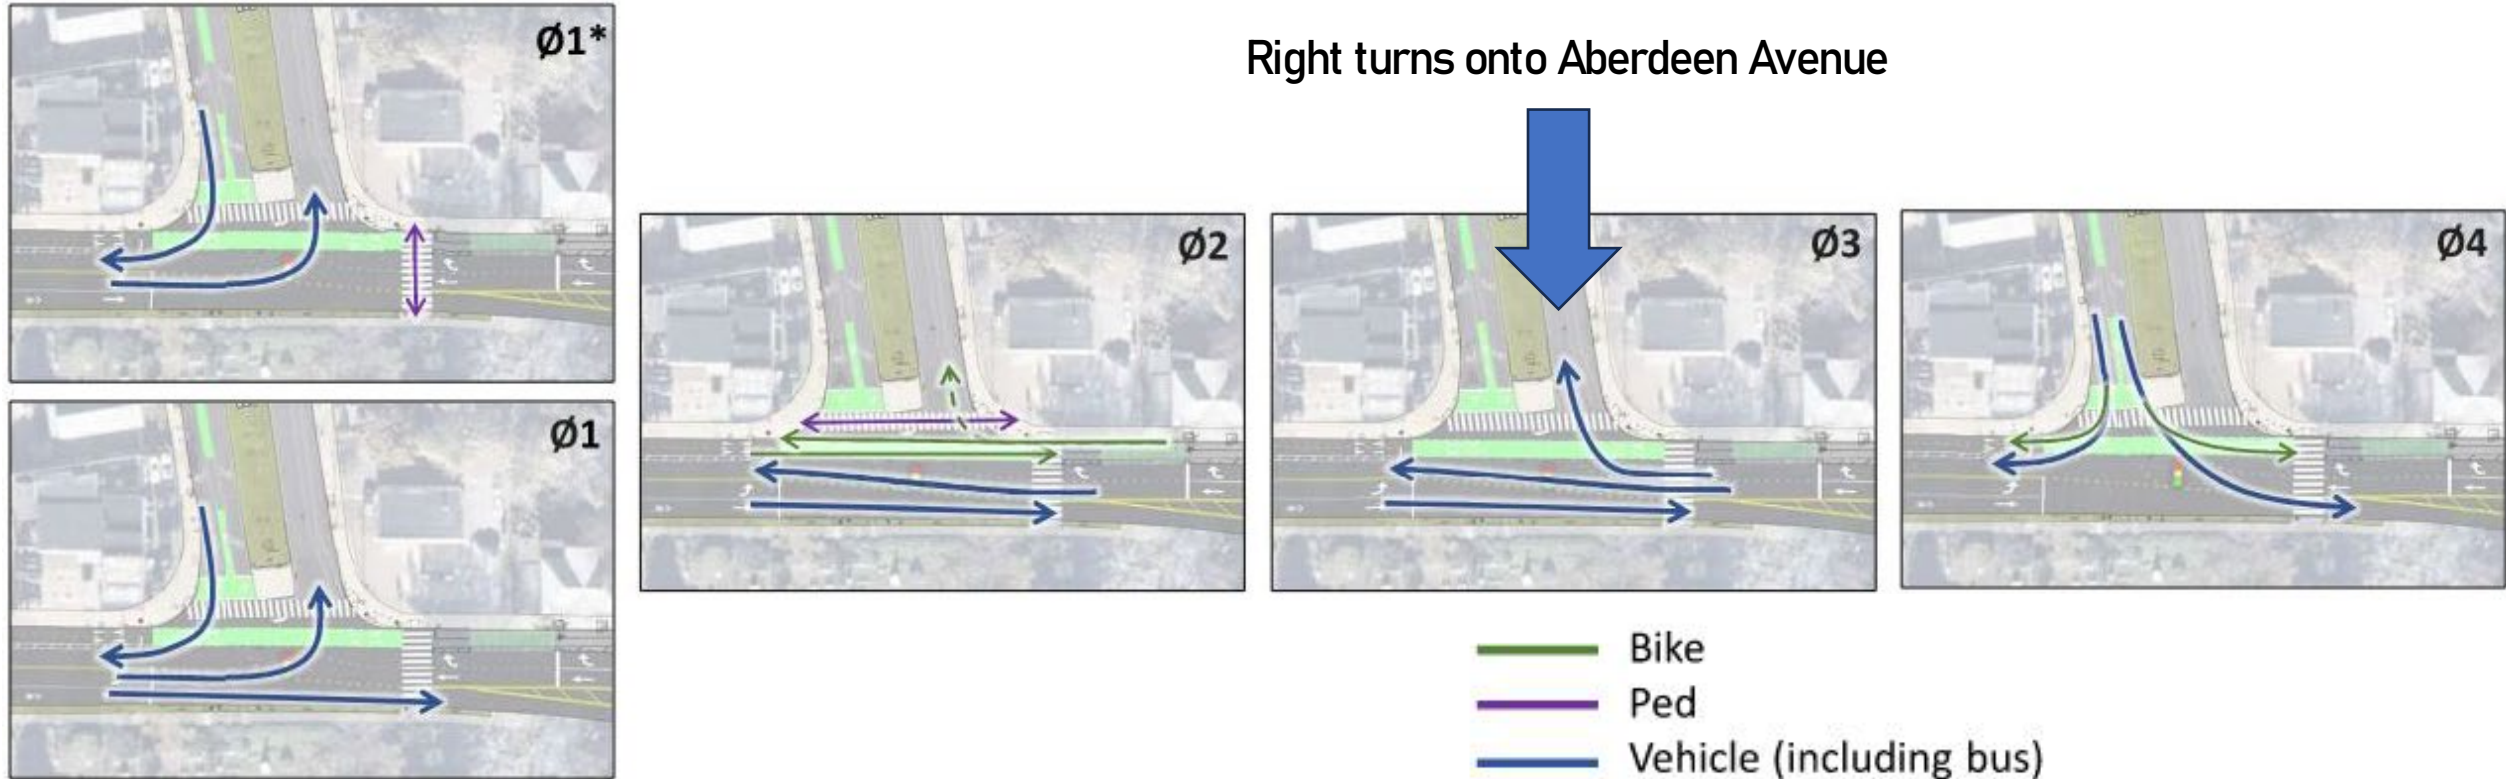 Ø1*
Right turns onto Aberdeen Avenue
Ø2
Ø3
Ø4
Ø1
Bike
Ped
Vehicle (including bus)